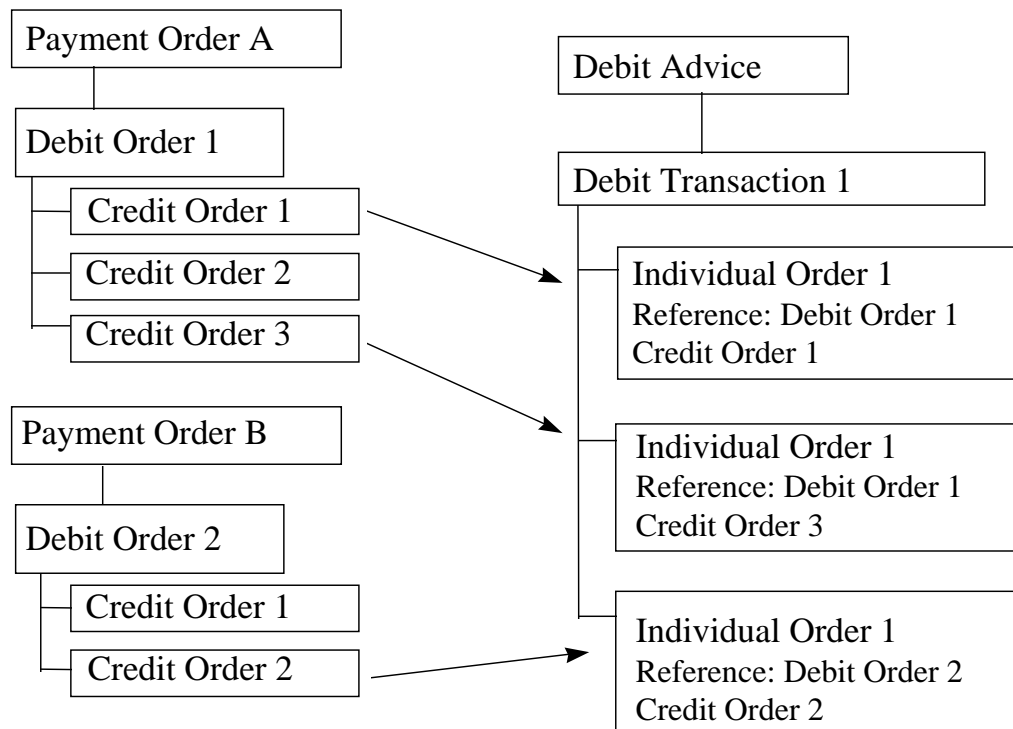 Payment Order A
Debit Order 1
Credit Order 1
Credit Order 2
Credit Order 3
Payment Order B
Debit Order 2
Credit Order 1
Credit Order 2
Debit Advice
Debit Transaction 1
Individual Order 1
Reference: Debit Order 1
Credit Order 1
Individual Order 1
Reference: Debit Order 1
Credit Order 3
Individual Order 1
Reference: Debit Order 2
Credit Order 2